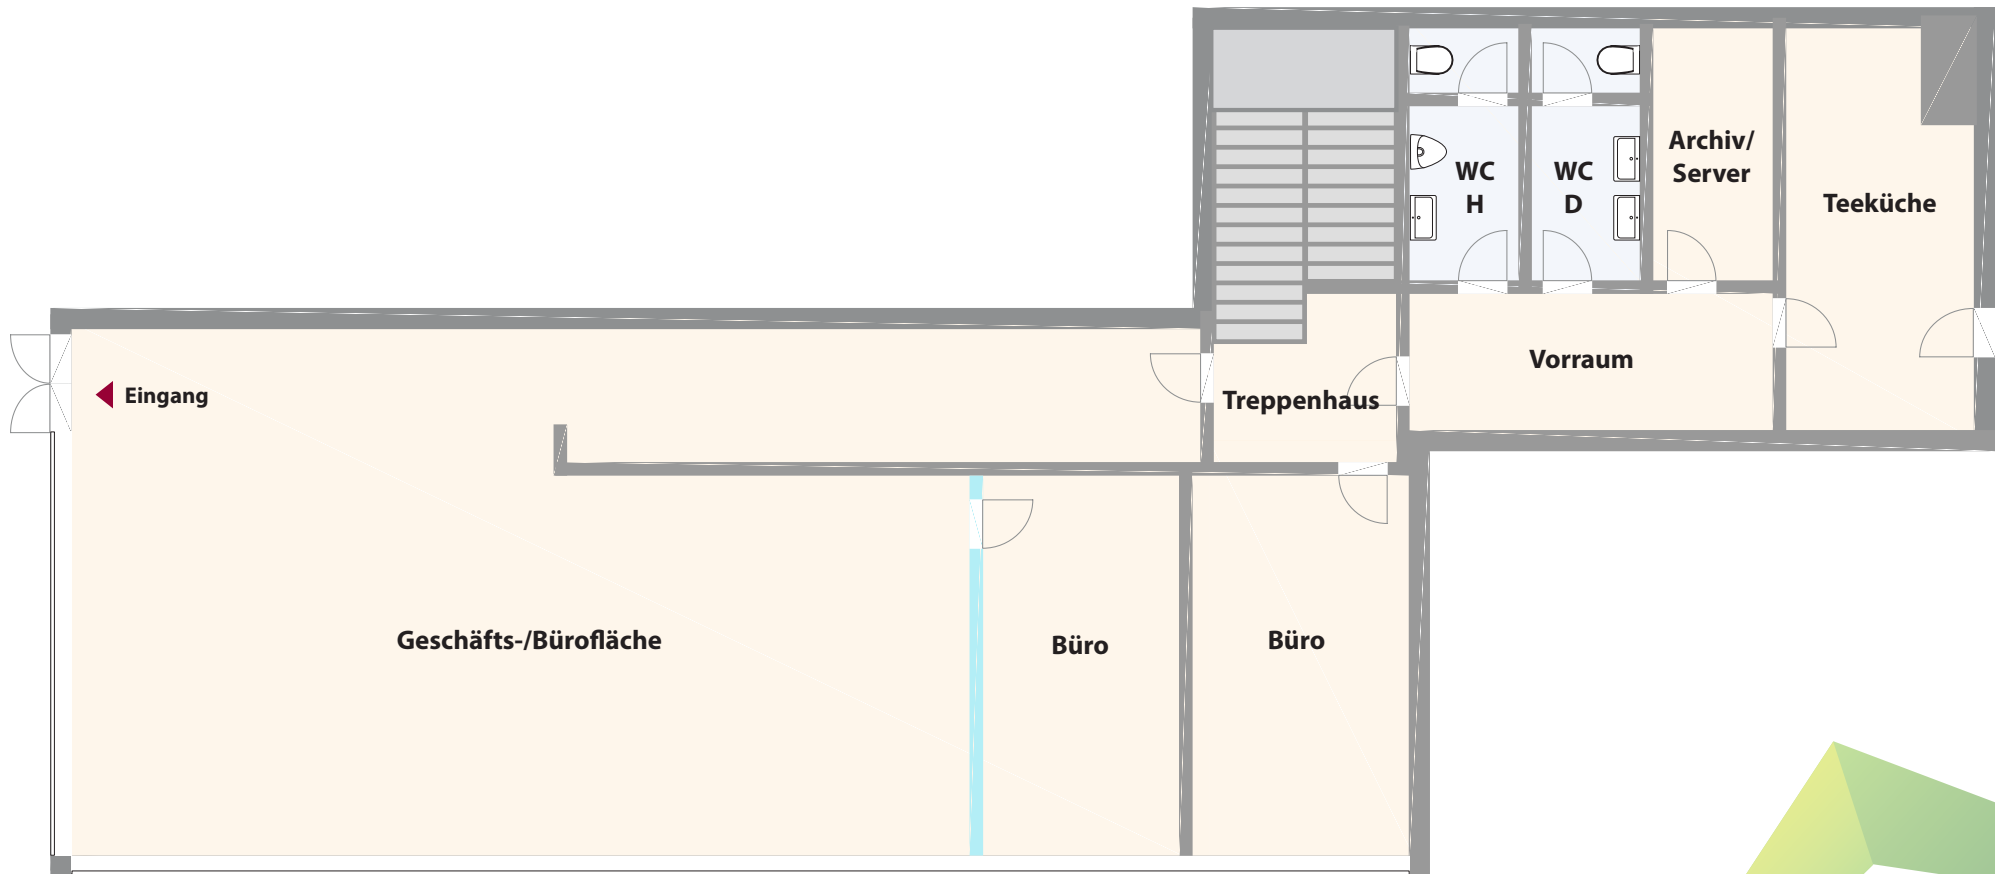 Archiv/
Server
WC
H
WC
D
Teeküche
Vorraum
Eingang
Treppenhaus
Geschäfts-/Bürofläche
Büro
Büro